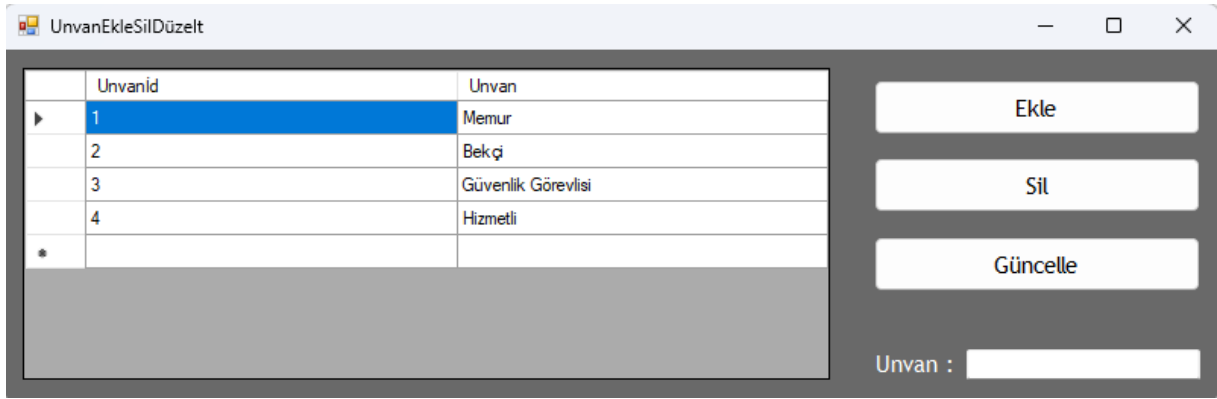 UnvanEkleSilDüzelt
Unvanİd Unvan
1 Memur
2 Bekçi
3 Güvenlik Görevlisi
4 Hizmetli
Ekle
Sil
Güncelle
Unvan :